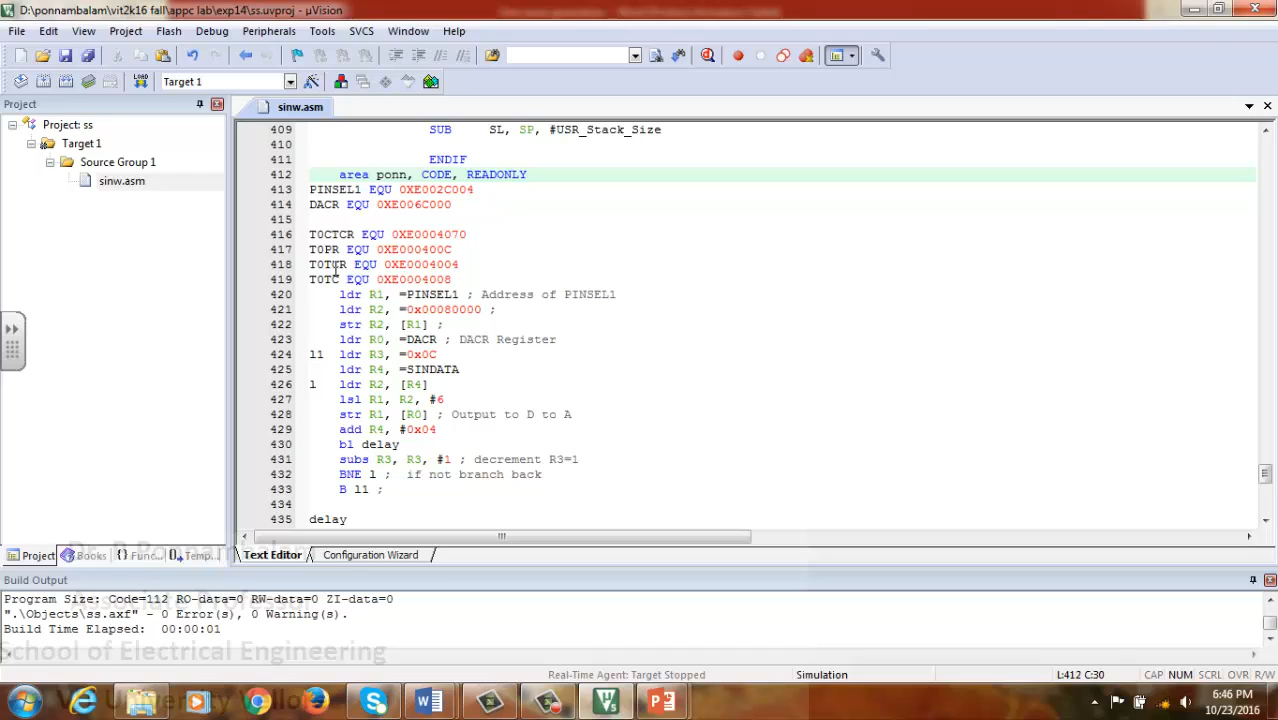 D:\ponnambalam\vit2k16 fall\appc lab\exp14\ss.uvproj - µVision
File Edit View Project Flash Debug Peripherals Tools SVCS Window Help
LOAD Target 1
Project
sinw.asm
Project: ss
Target 1
Source Group 1
sinw.asm
409 SUB SL, SP, #USR_Stack_Size
410
411 ENDIF
412 area ponn, CODE, READONLY
413 PINSEL1 EQU 0XE002C004
414 DACR EQU 0XE006C000
415
416 T0CTCR EQU 0XE0004070
417 T0PR EQU 0XE000400C
418 T0TCR EQU 0XE0004004
419 T0TC EQU 0XE0004008
420 ldr R1, =PINSEL1 ; Address of PINSEL1
421 ldr R2, =0x00080000 ;
422 str R2, [R1] ;
423 ldr R0, =DACR ; DACR Register
424 l1 ldr R3, =0x0C
425 ldr R4, =SINDATA
426 l ldr R2, [R4]
427 lsl R1, R2, #6
428 str R1, [R0] ; Output to D to A
429 add R4, #0x04
430 bl delay
431 subs R3, R3, #1 ; decrement R3=1
432 BNE l ; if not branch back
433 B l1 ;
434
435 delay
Project Books {} Func... Temp...
Text Editor Configuration Wizard
Build Output
Program Size: Code=112 RO-data=0 RW-data=0 ZI-data=0
".\Objects\ss.axf" - 0 Error(s), 0 Warning(s).
Build Time Elapsed: 00:00:01
Associate Professor
School of Electrical Engineering
Real-Time Agent: Target Stopped Simulation L:412 C:30 CAP NUM SCRL OVR R/W
6:46 PM
10/23/2016